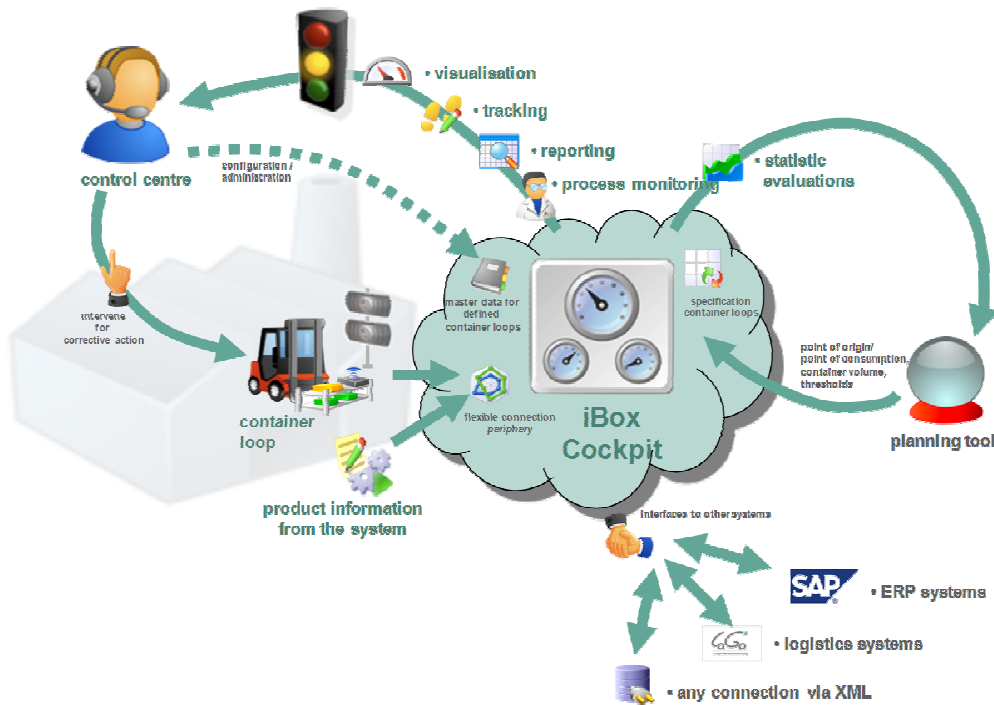 • visualisation
• tracking
• reporting
• process monitoring
• statistic
evaluations
control centre
configuration /
administration
intervene
for
corrective action
master data for
defined
container loops
specification
container loops
point of origin/
point of consumption,
container volume,
thresholds
container
loop
flexible connection
periphery
iBox
Cockpit
planning tool
product information
from the system
interfaces to other systems
SAP
®
• ERP systems
• logistics systems
• any connection via XML